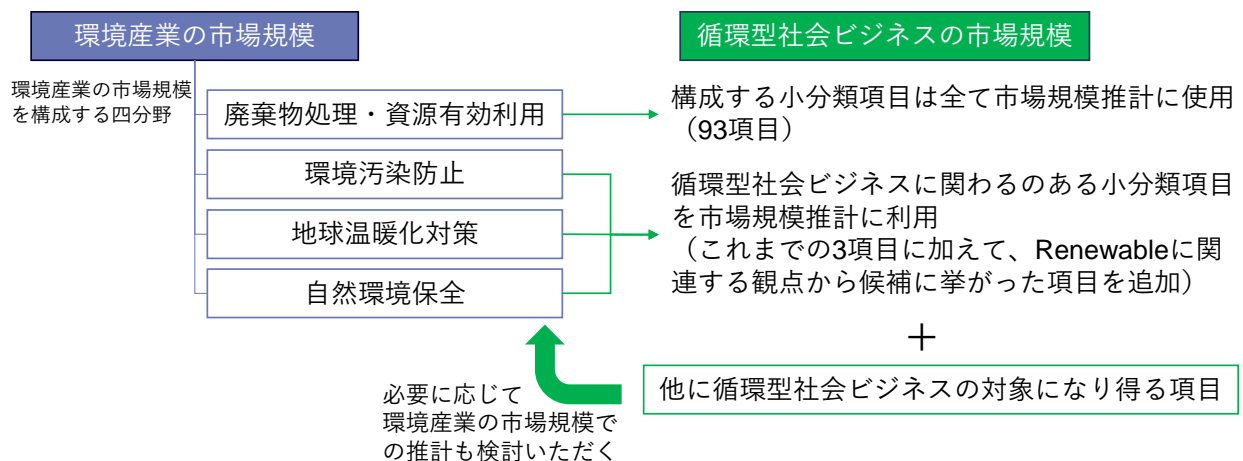 環境産業の市場規模
環境産業の市場規模
を構成する四分野
廃棄物処理・資源有効利用
環境汚染防止
地球温暖化対策
自然環境保全
循環型社会ビジネスの市場規模
構成する小分類項目は全て市場規模推計に使用
（93項目）
循環型社会ビジネスに関わるのある小分類項目
を市場規模推計に利用
（これまでの3項目に加えて、Renewableに関
連する観点から候補に挙がった項目を追加）
＋
他に循環型社会ビジネスの対象になり得る項目
必要に応じて
環境産業の市場規模で
の推計も検討いただく